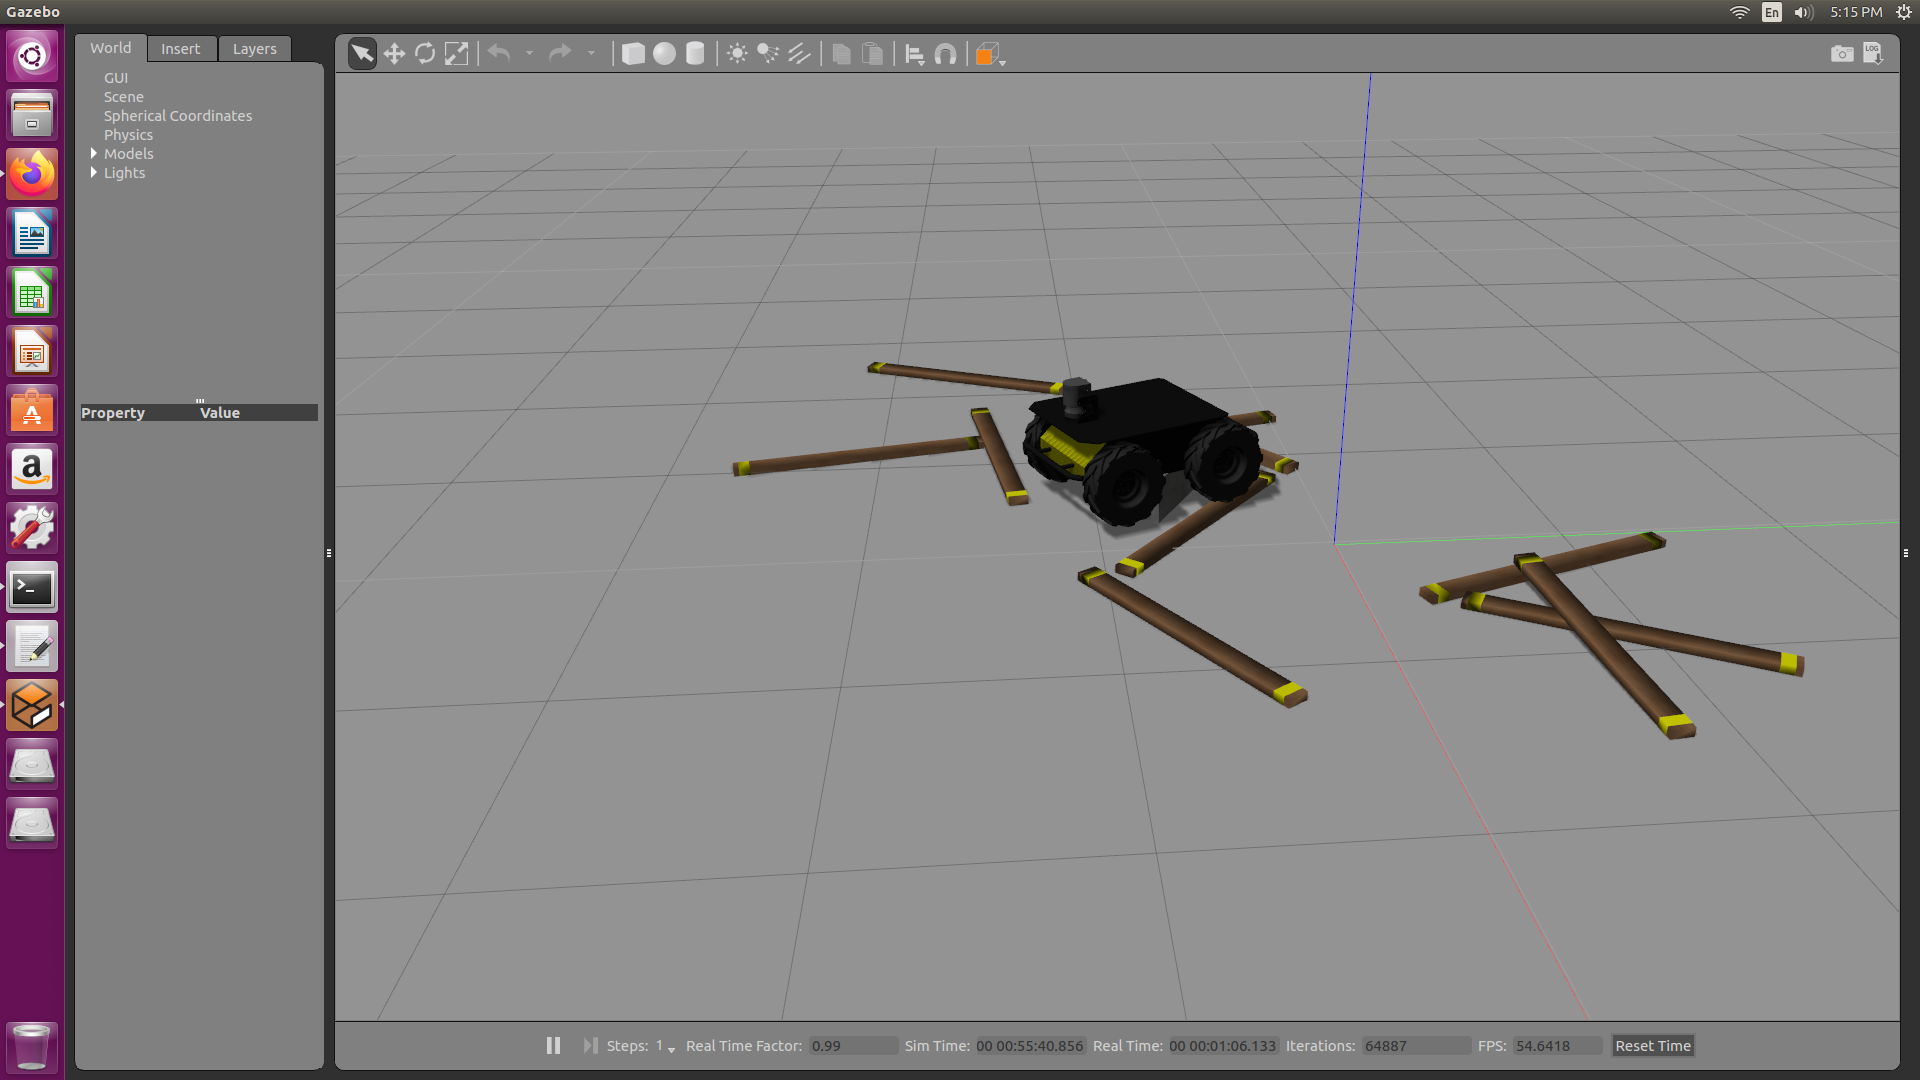 Gazebo
En
5:15 PM
World
Insert
Layers
GUI
Scene
Spherical Coordinates
Physics
Models
Lights
Property Value
LOG
Steps: 1 Real Time Factor: 0.99 Sim Time: 00 00:55:40.856 Real Time: 00 00:01:06.133 Iterations: 64887 FPS: 54.6418 Reset Time